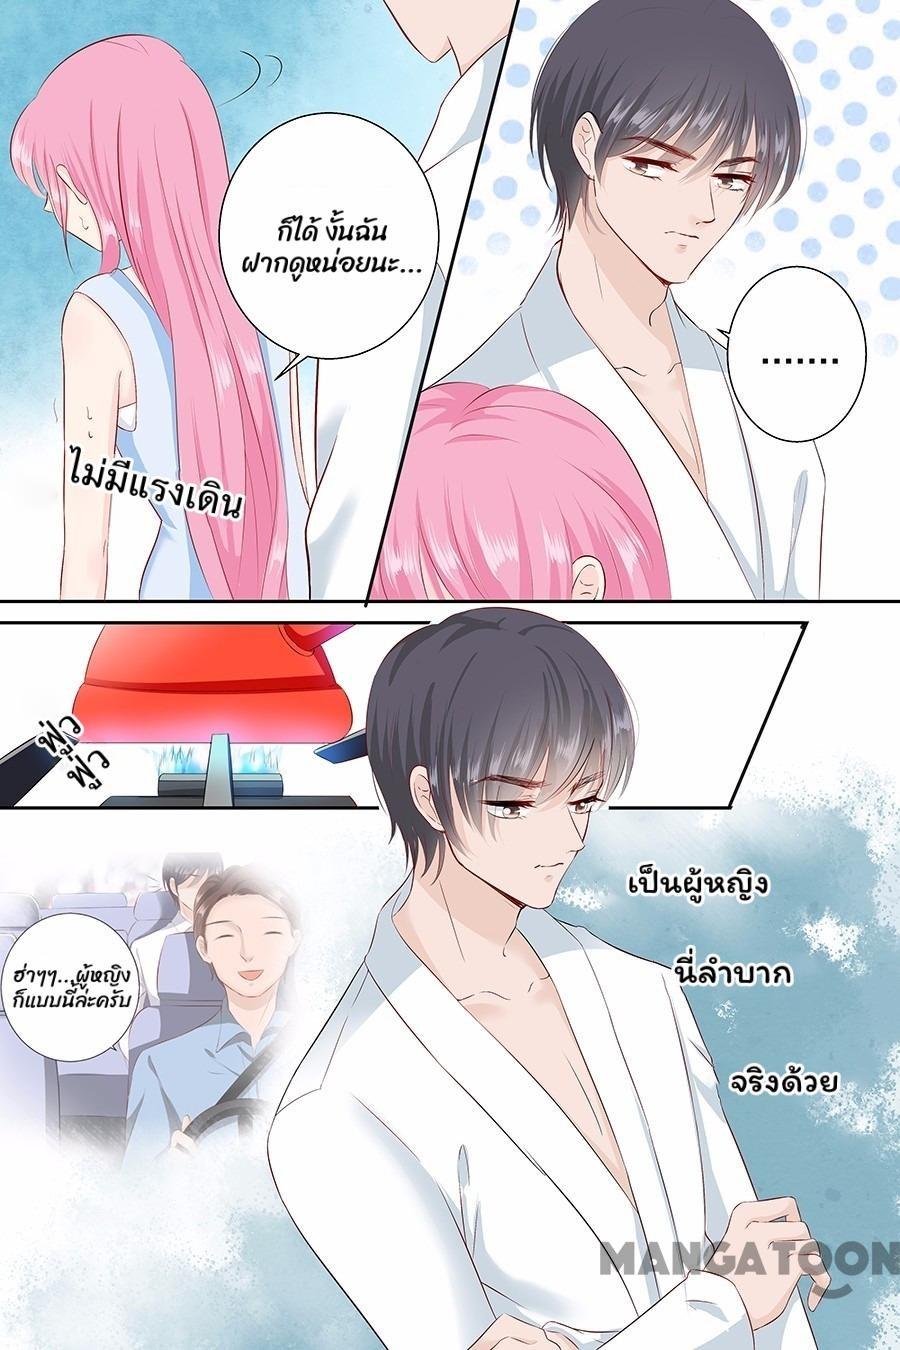 ก็ได้ งั้นฉัน
ฝากดูหน่อยนะ...
.......
ไม่มีแรงเดิน
ฟู่ว
ฟู่ว
ฮ่าๆๆ...ผู้หญิง
ก็แบบนี้ล่ะครับ
เป็นผู้หญิง
นี่ลำบาก
จริงด้วย
MANGATOON